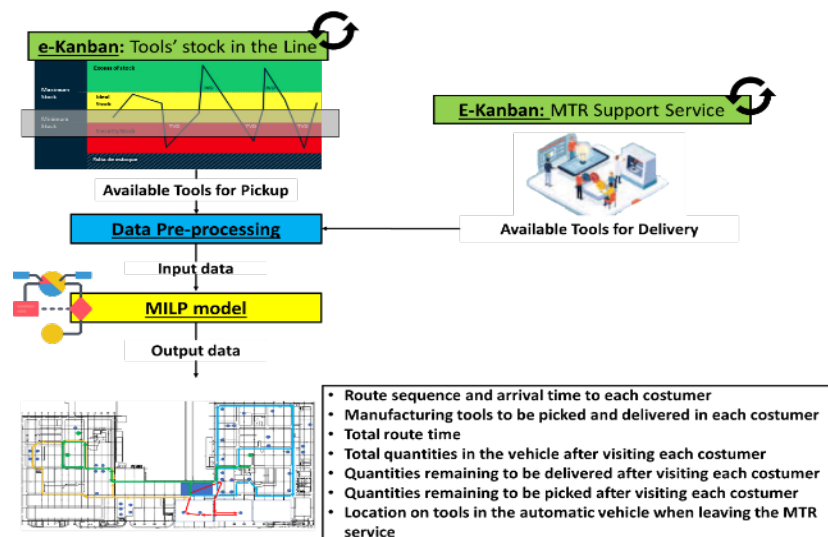 e-Kanban: Tools' stock in the Line
Excess of stock
Maximum
Stock
Ideal
Stock
Minimum
Stock
E-Kanban: MTR Support Service
Available Tools for Pickup
Available Tools for Delivery
Data Pre-processing
Input data
MILP model
Output data
• Route sequence and arrival time to each costumer
• Manufacturing tools to be picked and delivered in each costumer
• Total route time
• Total quantities in the vehicle after visiting each costumer
• Quantities remaining to be delivered after visiting each costumer
• Quantities remaining to be picked after visiting each costumer
• Location on tools in the automatic vehicle when leaving the MTR
service